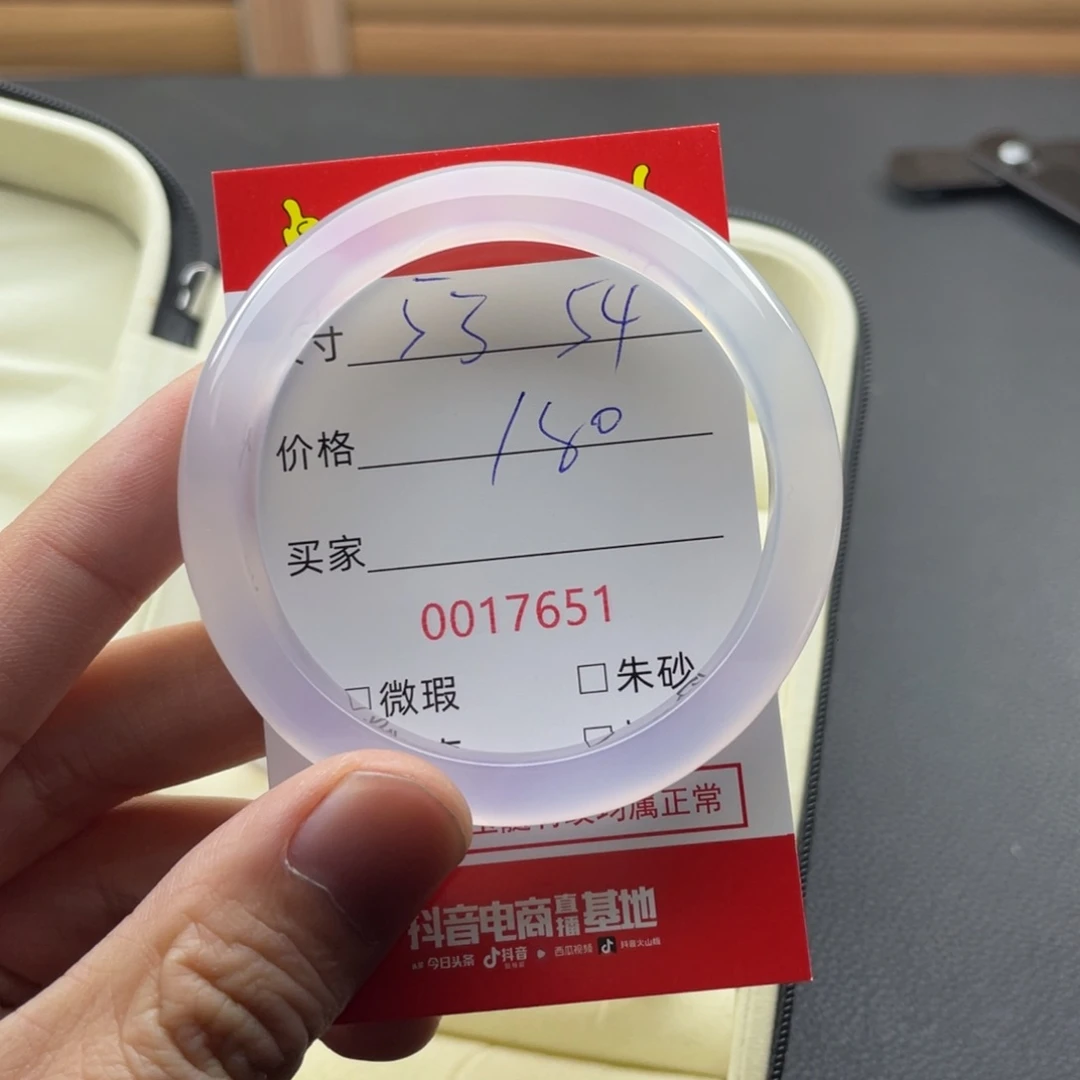 寸 53 54
价格 180
买家
0017651
□微瑕 □朱砂
均属正常
抖音电商直播基地
今日头条 抖音 西瓜视频 抖音火山版